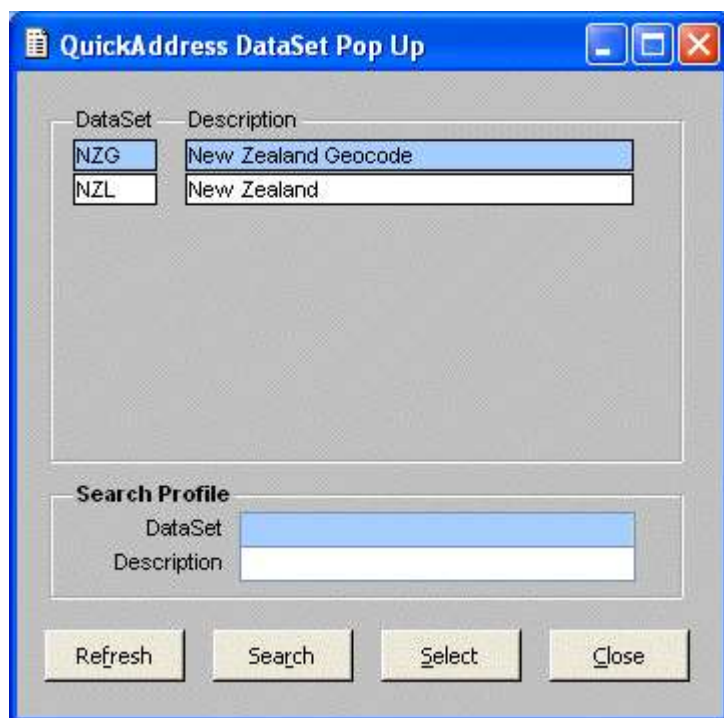 QuickAddress DataSet Pop Up
DataSet Description
NZG New Zealand Geocode
NZL New Zealand
Search Profile
DataSet
Description
Refresh Search Select Close